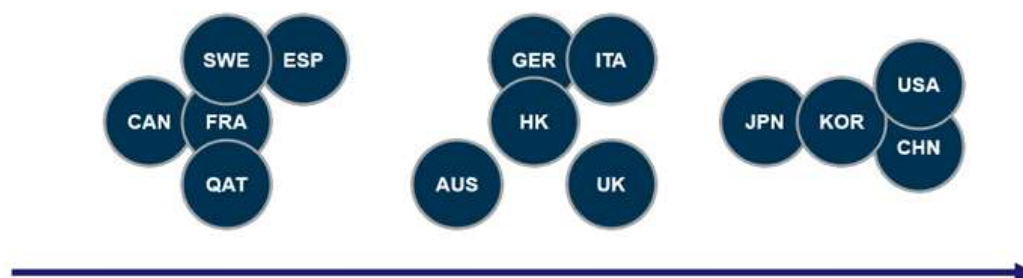 SWE ESP
CAN FRA
QAT
GER ITA
HK
AUS UK
USA
JPN KOR
CHN